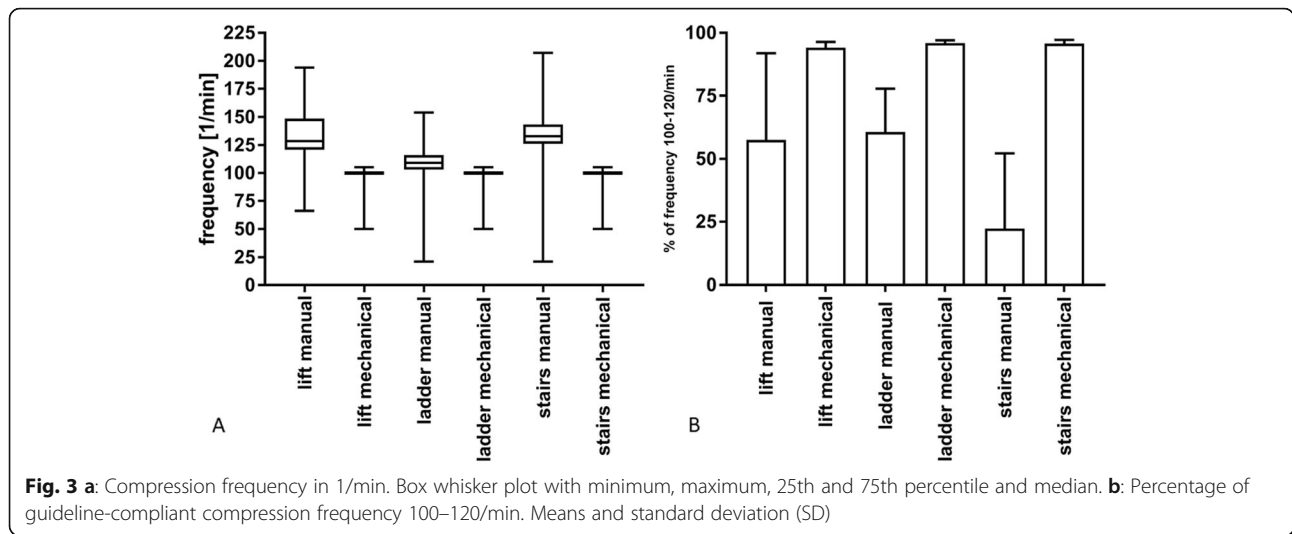 225
200
175
150
125
100
75
50
25
0
frequency [1/min]
lift manual
lift mechanical
ladder manual
ladder mechanical
stairs manual
stairs mechanical
A
100
75
50
25
0
% of frequency 100-120/min
lift manual
lift mechanical
ladder manual
ladder mechanical
stairs manual
stairs mechanical
B
Fig. 3 a: Compression frequency in 1/min. Box whisker plot with minimum, maximum, 25th and 75th percentile and median. b: Percentage of
guideline-compliant compression frequency 100–120/min. Means and standard deviation (SD)